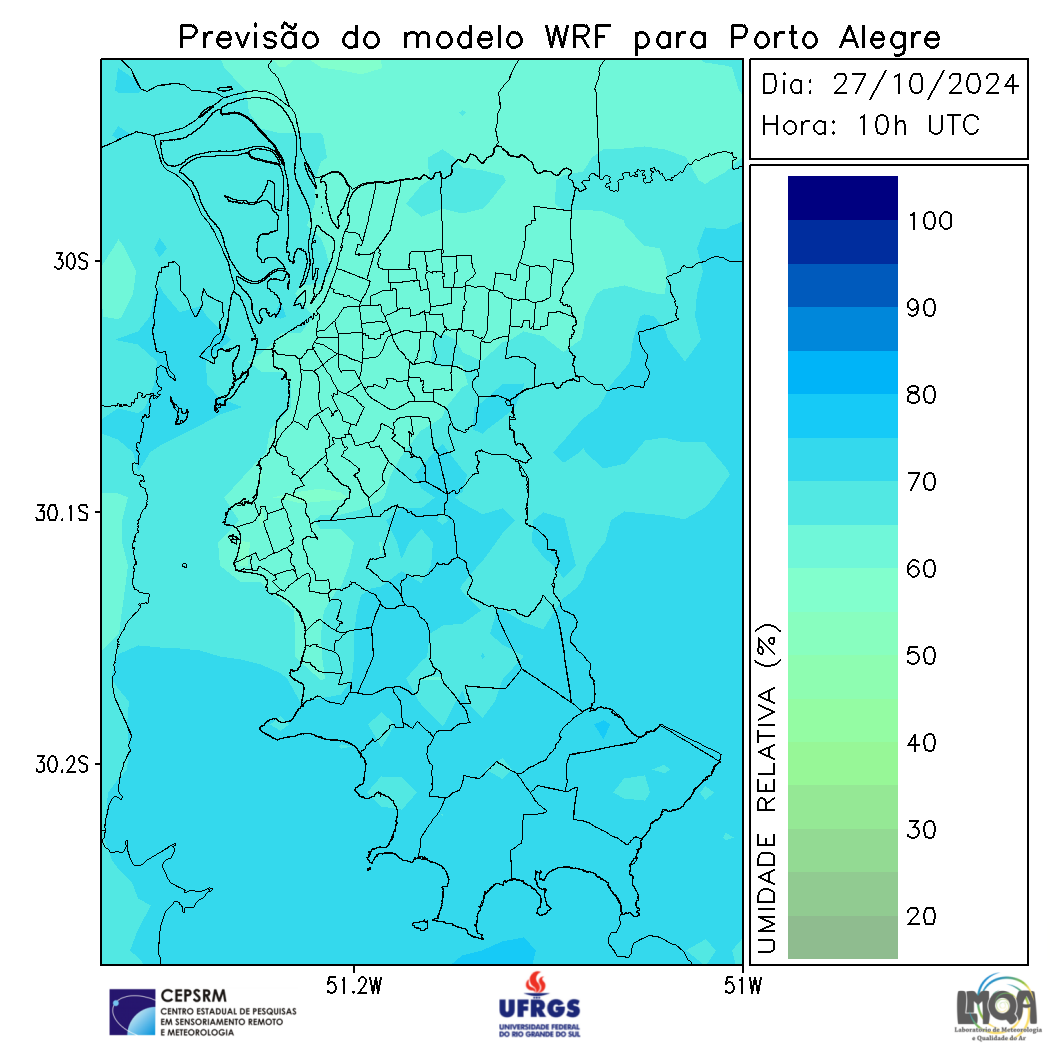 Previsão do modelo WRF para Porto Alegre
Dia: 27/10/2024
Hora: 10h UTC
100
90
80
70
60
50
40
30
20
UMIDADE RELATIVA (%)
30S
30.1S
30.2S
51.2W
51W
CEPSRM
CENTRO ESTADUAL DE PESQUISAS
EM SENSORIAMENTO REMOTO
E METEOROLOGIA
UFRGS
UNIVERSIDADE FEDERAL
DO RIO GRANDE DO SUL
LMQA
Laboratório de Meteorologia
e Qualidade do Ar